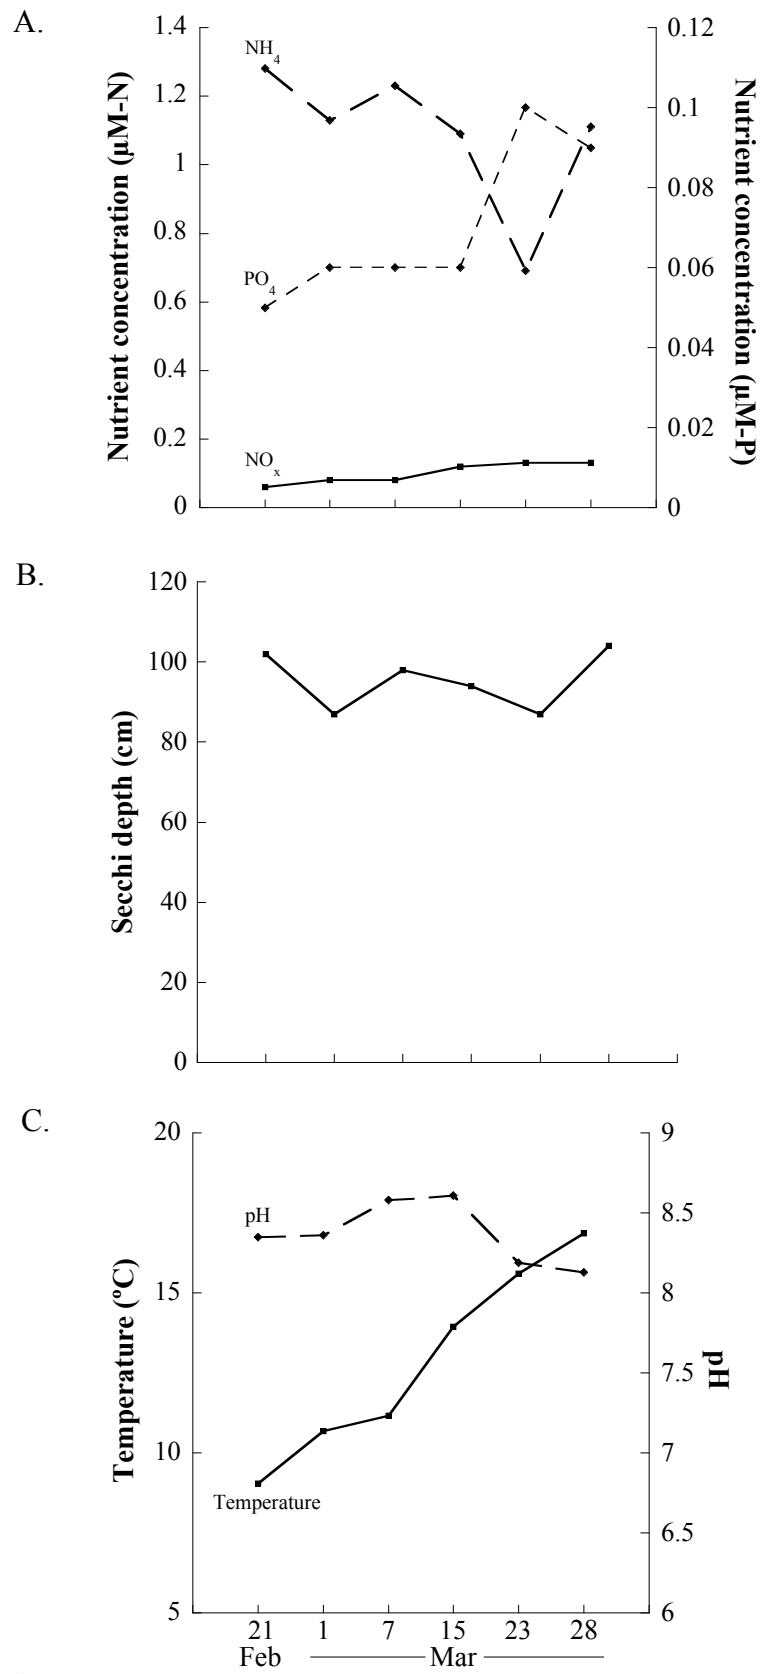 A.
1.4
1.2
1
0.8
0.6
0.4
0.2
0
Nutrient concentration (µM-N)
NH4
PO4
NOx
0.12
0.1
0.08
0.06
0.04
0.02
0
Nutrient concentration (µM-P)
B.
120
100
80
60
40
20
0
Secchi depth (cm)
C.
20
15
10
5
Temperature (ºC)
pH
Temperature
9
8.5
8
7.5
7
6.5
6
pH
21 1 7 15 23 28
Feb Mar